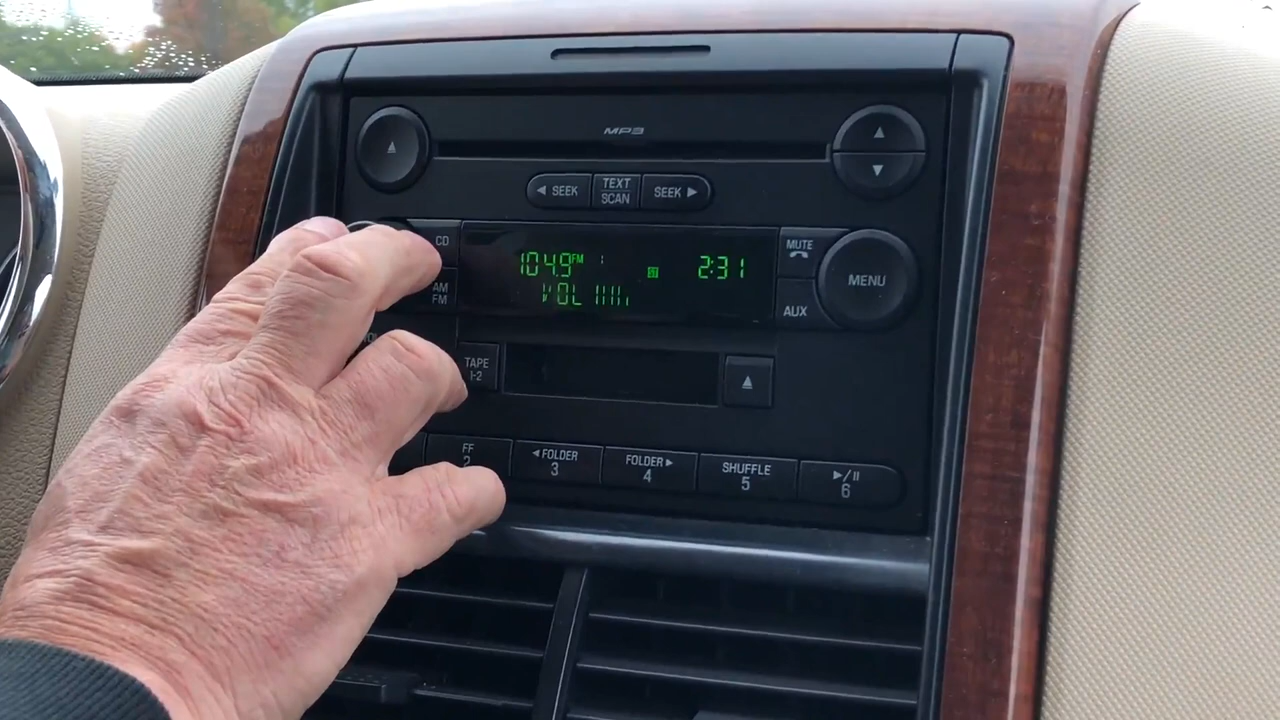 MP3
SEEK
TEXT
SCAN
SEEK
CD
104.9FM 1 2:31
MUTE
MENU
AM
FM
VOL
AUX
TAPE
1-2
FF
2
FOLDER
3
FOLDER
4
SHUFFLE
5
6